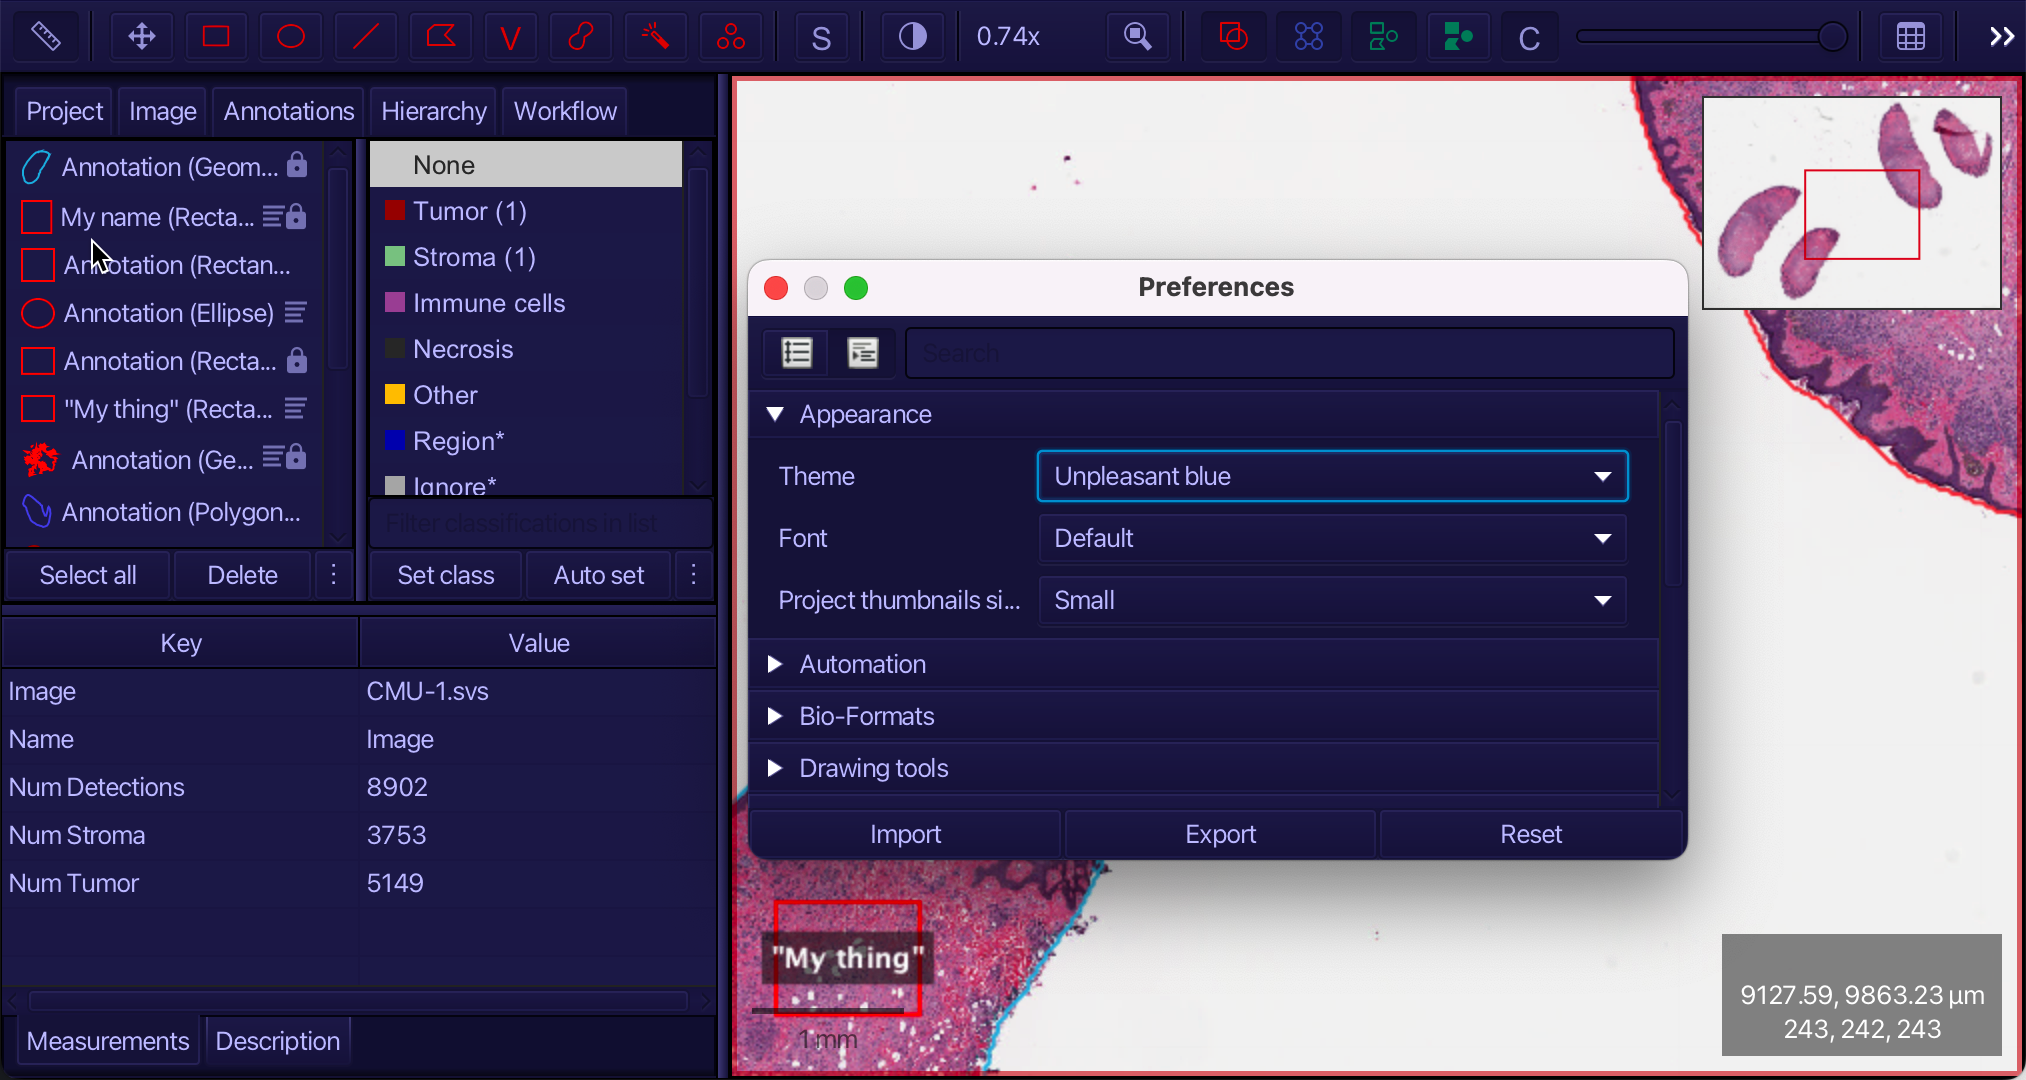 S
0.74x
C
Project
Image
Annotations
Hierarchy
Workflow
Annotation (Geom...
My name (Recta...
Annotation (Rectan...
Annotation (Ellipse)
Annotation (Recta...
"My thing" (Recta...
Annotation (Ge...
Annotation (Polygon...
None
Tumor (1)
Stroma (1)
Immune cells
Necrosis
Other
Region*
Ignore*
Filter classifications in list
Select all
Delete
Set class
Auto set
Key
Value
Image
CMU-1.svs
Name
Image
Num Detections
8902
Num Stroma
3753
Num Tumor
5149
Measurements
Description
Preferences
Search
Appearance
Theme
Unpleasant blue
Font
Default
Project thumbnails si...
Small
Automation
Bio-Formats
Drawing tools
Import
Export
Reset
"My thing"
1 mm
9127.59, 9863.23 µm
243, 242, 243